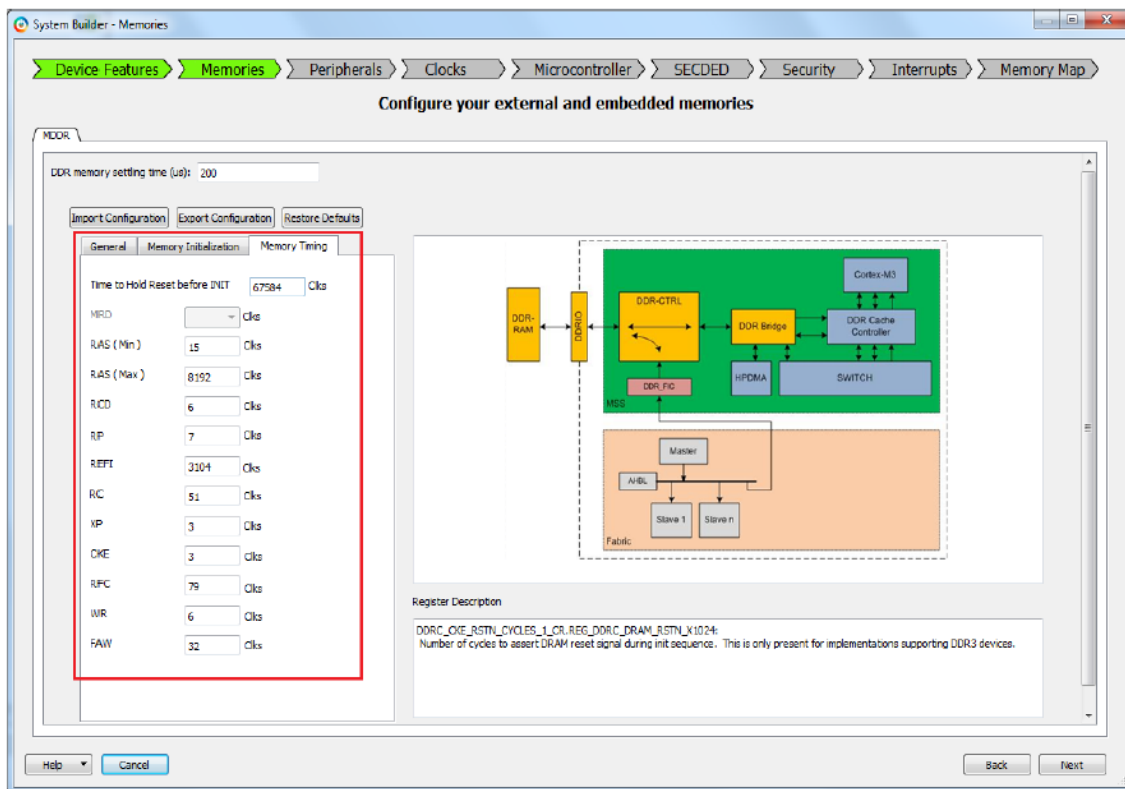 System Builder - Memories
Device Features Memories Peripherals Clocks Microcontroller SECDED Security Interrupts Memory Map
Configure your external and embedded memories
MDDR
DDR memory settling time (us): 200
Import Configuration Export Configuration Restore Defaults
General Memory Initialization Memory Timing
Time to Hold Reset before INIT 67584 Clks
MRD Clks
RAS ( Min ) 15 Clks
RAS ( Max ) 8192 Clks
RCD 6 Clks
RP 7 Clks
REFI 3104 Clks
RC 51 Clks
XP 3 Clks
CKE 3 Clks
RFC 79 Clks
WR 6 Clks
FAW 32 Clks
Cortex-M3
DDR-CTRL
DDR-RAM
DDRIO
DDR Bridge
DDR Cache Controller
DDR_FIC
HPDMA
SWITCH
MSS
Master
AHBL
Slave 1
Slave n
Fabric
Register Description
DDRC_CKE_RSTN_CYCLES_1_CR.REG_DDRC_DRAM_RSTN_X1024:
Number of cycles to assert DRAM reset signal during init sequence. This is only present for implementations supporting DDR3 devices.
Help Cancel Back Next